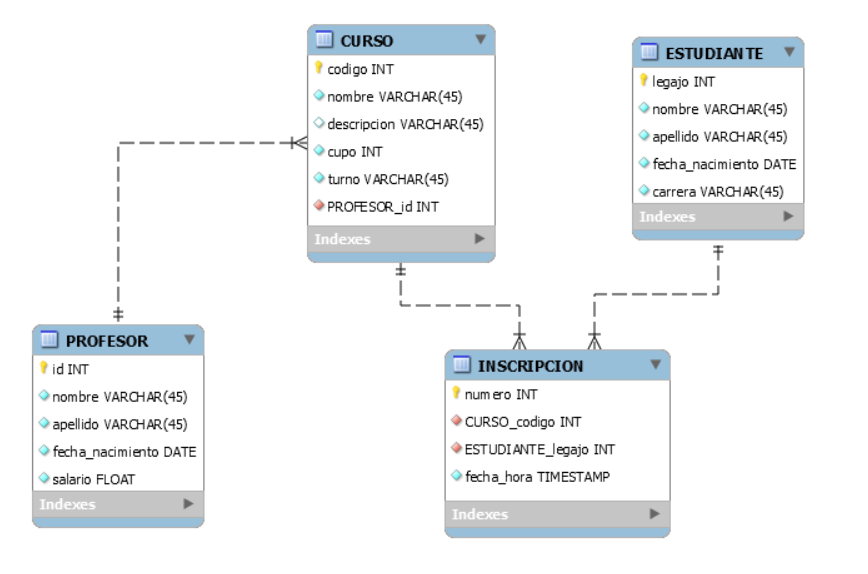 CURSO
codigo INT
nombre VARCHAR(45)
descripcion VARCHAR(45)
cupo INT
turno VARCHAR(45)
PROFESOR_id INT
Indexes
ESTUDIANTE
legajo INT
nombre VARCHAR(45)
apellido VARCHAR(45)
fecha_nacimiento DATE
carrera VARCHAR(45)
Indexes
PROFESOR
id INT
nombre VARCHAR(45)
apellido VARCHAR(45)
fecha_nacimiento DATE
salario FLOAT
Indexes
INSCRIPCION
numero INT
CURSO_codigo INT
ESTUDIANTE_legajo INT
fecha_hora TIMESTAMP
Indexes